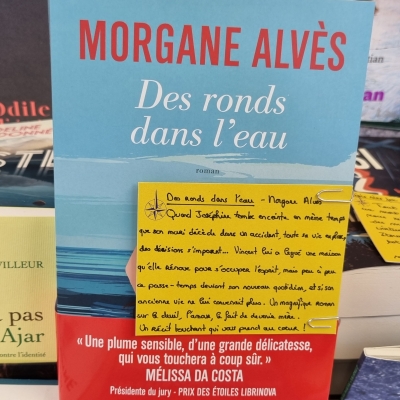 MORGANE ALVÈS
Des ronds
dans l'eau
roman
Des ronds dans l'eau - Morgane Alvès
Quand Joséphine tombe enceinte en même temps
que son mari décède dans un accident, toute sa vie
des décisions s'imposent... Vincent lui a légué une maison
qu'elle rénove pour s'occuper l'esprit, mais peu à peu
ce passe-temps devient son nouveau quotidien, et si son
ancienne vie ne lui convenait plus. Un magnifique roman
sur le deuil, l'amour, le fait de devenir mère.
Un récit touchant qui vous prend au cœur !
« Une plume sensible, d'une grande délicatesse,
qui vous touchera à coup sûr. »
MÉLISSA DA COSTA
Présidente du jury - PRIX DES ÉTOILES LIBRINOVA
Odile
VILLEUR
pas
Ajar
contre l'identité